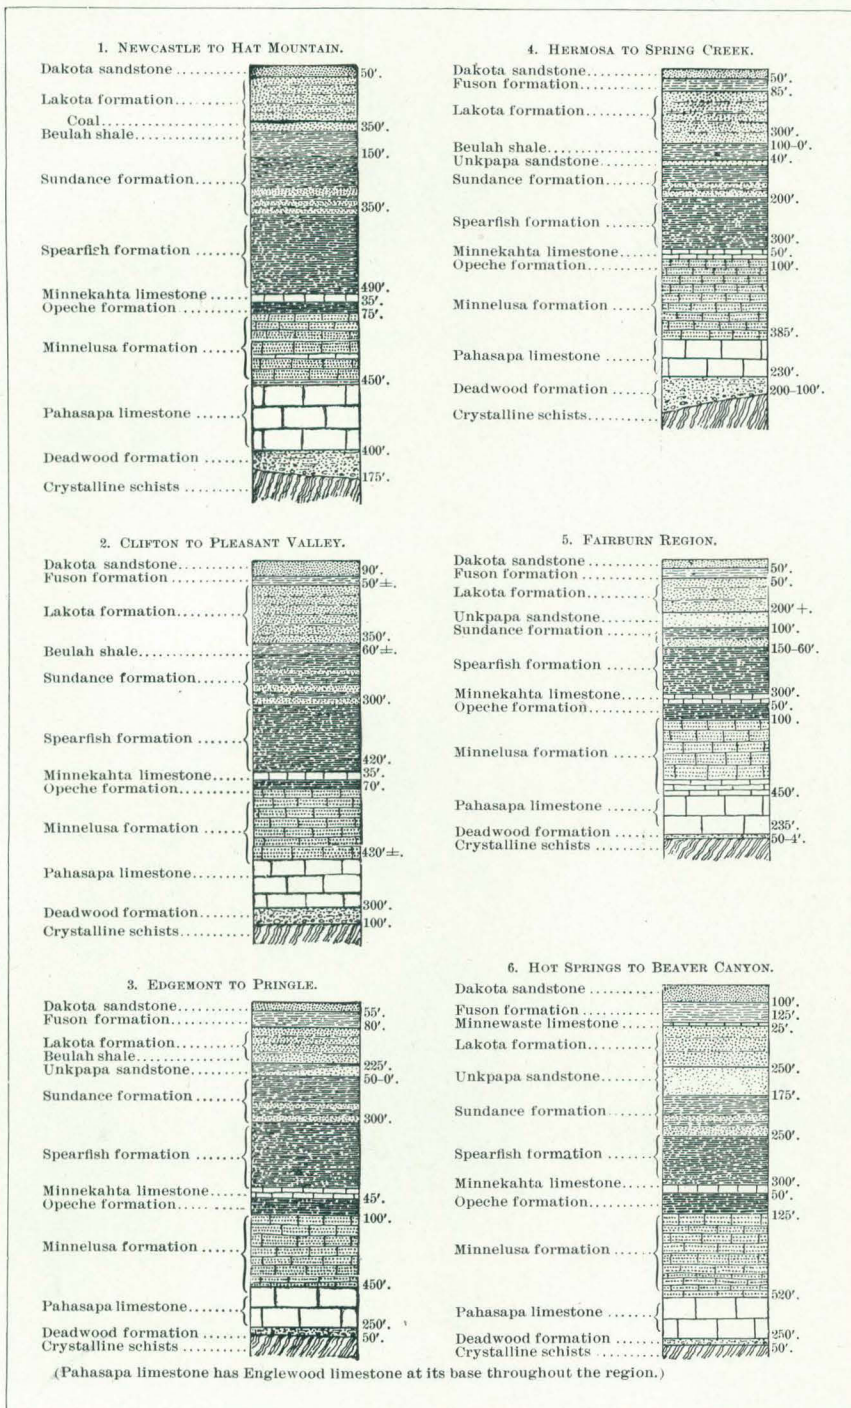 1. NEWCASTLE TO HAT MOUNTAIN.
Dakota sandstone 50′.
Lakota formation
Coal 350′.
Beulah shale 150′.
Sundance formation 350′.
Spearfish formation 490′.
Minnekahta limestone 35′.
Opeche formation 75′.
Minnelusa formation 450′.
Pahasapa limestone 400′.
Deadwood formation 175′.
Crystalline schists
2. CLIFTON TO PLEASANT VALLEY.
Dakota sandstone 90′.
Fuson formation 50′±.
Lakota formation 350′.
Beulah shale 60′±.
Sundance formation 300′.
Spearfish formation 420′.
Minnekahta limestone 35′.
Opeche formation 70′.
Minnelusa formation 430′±.
Pahasapa limestone 300′.
Deadwood formation 100′.
Crystalline schists
3. EDGEMONT TO PRINGLE.
Dakota sandstone 55′.
Fuson formation 80′.
Lakota formation
Beulah shale 225′.
Unkpapa sandstone 50-0′.
Sundance formation 300′.
Spearfish formation
Minnekahta limestone 45′.
Opeche formation 100′.
Minnelusa formation 450′.
Pahasapa limestone 250′.
Deadwood formation 50′.
Crystalline schists
4. HERMOSA TO SPRING CREEK.
Dakota sandstone 50′.
Fuson formation 85′.
Lakota formation 300′.
Beulah shale 100-0′.
Unkpapa sandstone 40′.
Sundance formation 200′.
Spearfish formation 300′.
Minnekahta limestone 50′.
Opeche formation 100′.
Minnelusa formation 385′.
Pahasapa limestone 230′.
Deadwood formation 200-100′.
Crystalline schists
5. FAIRBURN REGION.
Dakota sandstone 50′.
Fuson formation 50′.
Lakota formation 200′+.
Unkpapa sandstone 100′.
Sundance formation 150-60′.
Spearfish formation 300′.
Minnekahta limestone 50′.
Opeche formation 100 .
Minnelusa formation 450′.
Pahasapa limestone 235′.
Deadwood formation 50-4′.
Crystalline schists
6. HOT SPRINGS TO BEAVER CANYON.
Dakota sandstone 100′.
Fuson formation 125′.
Minnewaste limestone 25′.
Lakota formation 250′.
Unkpapa sandstone 175′.
Sundance formation 250′.
Spearfish formation 300′.
Minnekahta limestone 50′.
Opeche formation 125′.
Minnelusa formation 520′.
Pahasapa limestone 250′.
Deadwood formation 50′.
Crystalline schists
(Pahasapa limestone has Englewood limestone at its base throughout the region.)